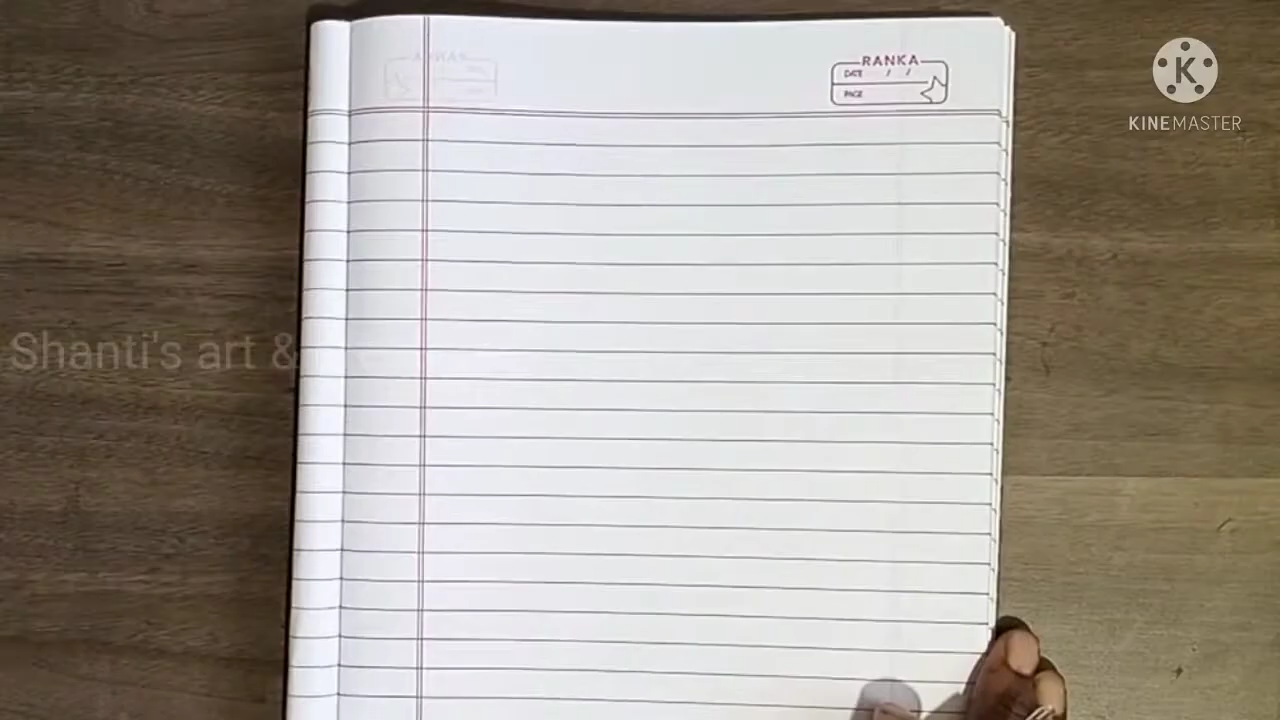 RANKA
DATE / /
PAGE
K
KINEMASTER
Shanti's art &